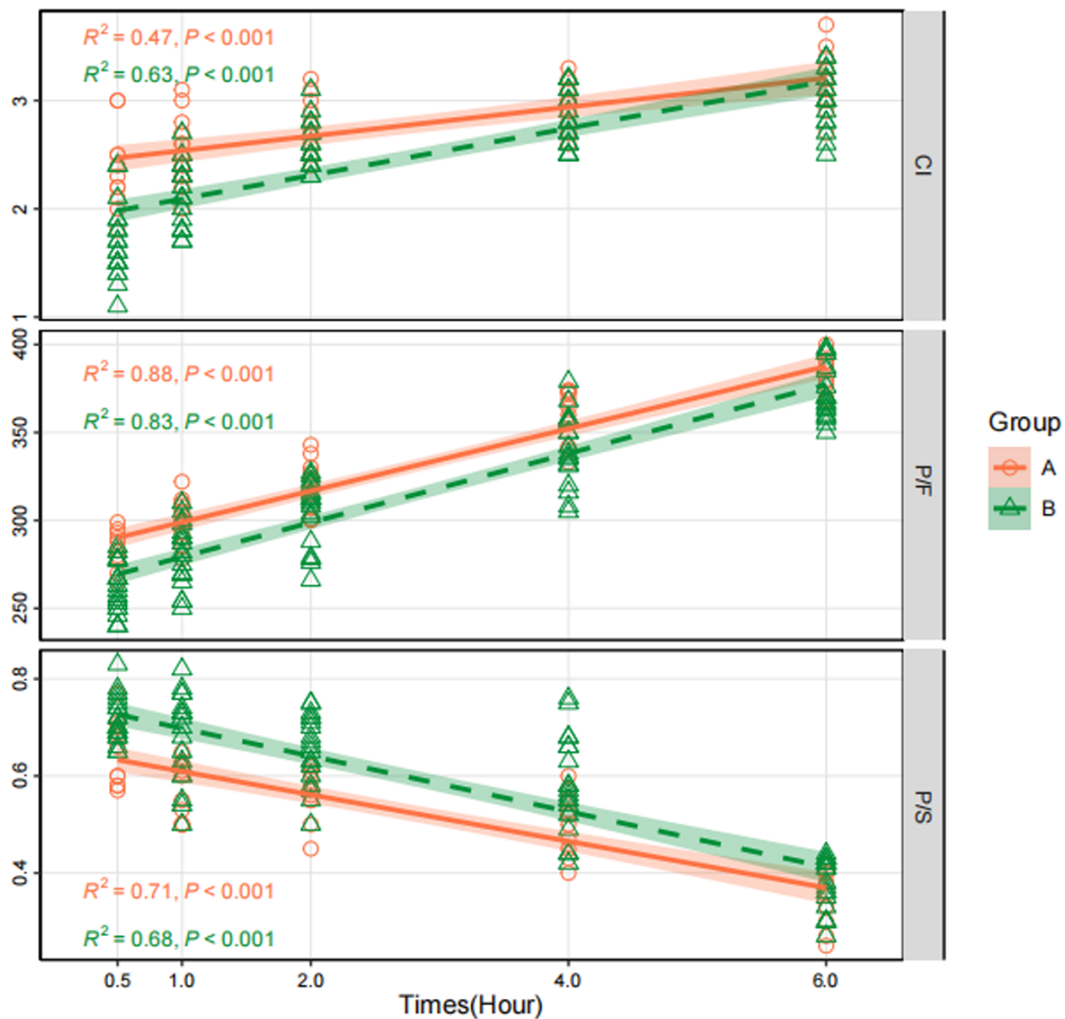 R² = 0.47, P < 0.001
R² = 0.63, P < 0.001
3
2
1
CI
R² = 0.88, P < 0.001
R² = 0.83, P < 0.001
400
350
300
250
P/F
Group
A
B
0.8
0.6
0.4
P/S
R² = 0.71, P < 0.001
R² = 0.68, P < 0.001
0.5 1.0 2.0 4.0 6.0
Times(Hour)